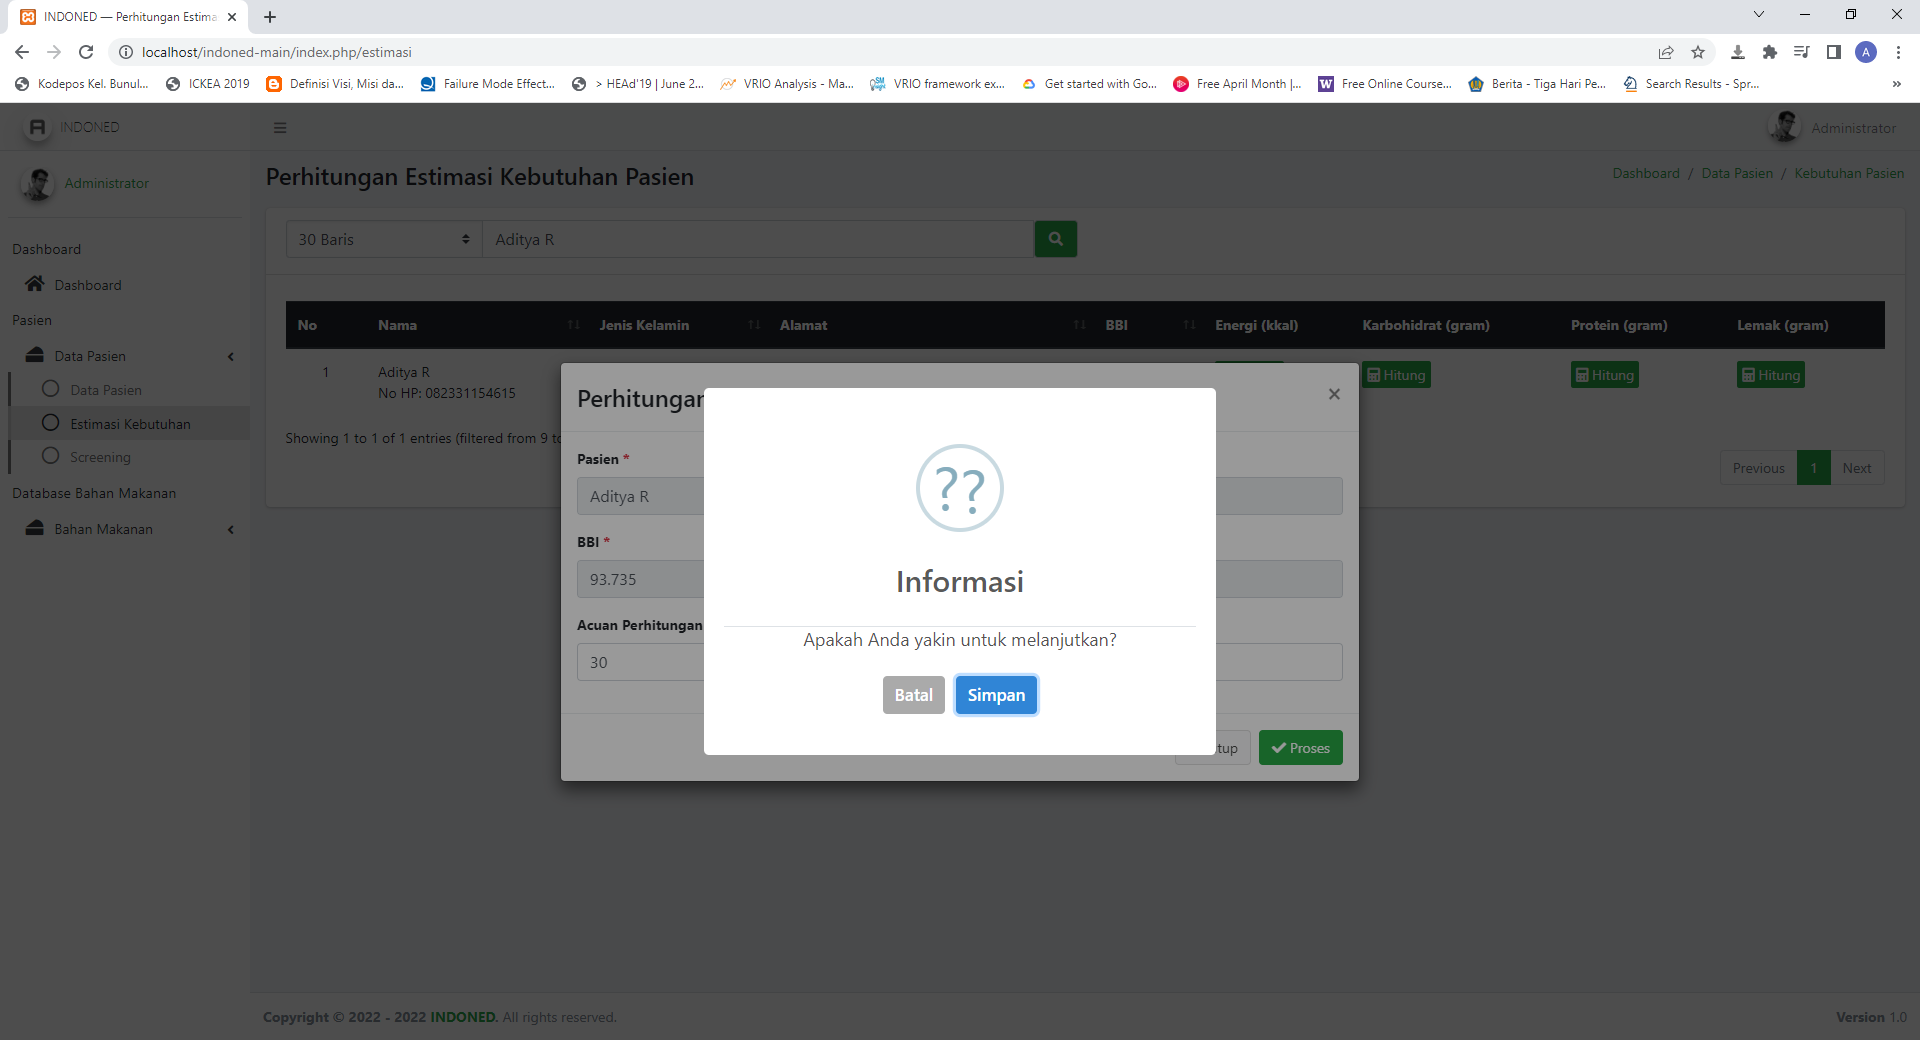 INDONED — Perhitungan Estima
localhost/indoned-main/index.php/estimasi
A
Kodepos Kel. Bunul...
ICKEA 2019
Definisi Visi, Misi da...
Failure Mode Effect...
> HEAd'19 | June 2...
VRIO Analysis - Ma...
VRIO framework ex...
Get started with Go...
Free April Month |...
Free Online Course...
Berita - Tiga Hari Pe...
Search Results - Spr...
»
INDONED
Administrator
Administrator
Perhitungan Estimasi Kebutuhan Pasien
Dashboard / Data Pasien / Kebutuhan Pasien
30 Baris
Aditya R
Dashboard
Dashboard
Pasien
Data Pasien
Data Pasien
Estimasi Kebutuhan
Screening
Database Bahan Makanan
Bahan Makanan
No Nama Jenis Kelamin Alamat BBI Energi (kkal) Karbohidrat (gram) Protein (gram) Lemak (gram)
1 Aditya R Hitung Hitung Hitung
No HP: 082331154615
Showing 1 to 1 of 1 entries (filtered from 9 to
Previous 1 Next
Perhitungan
×
Pasien *
Aditya R
BBI *
93.735
Acuan Perhitungan
30
tup
Proses
??
Informasi
Apakah Anda yakin untuk melanjutkan?
Batal Simpan
Copyright © 2022 - 2022 INDONED. All rights reserved.
Version 1.0